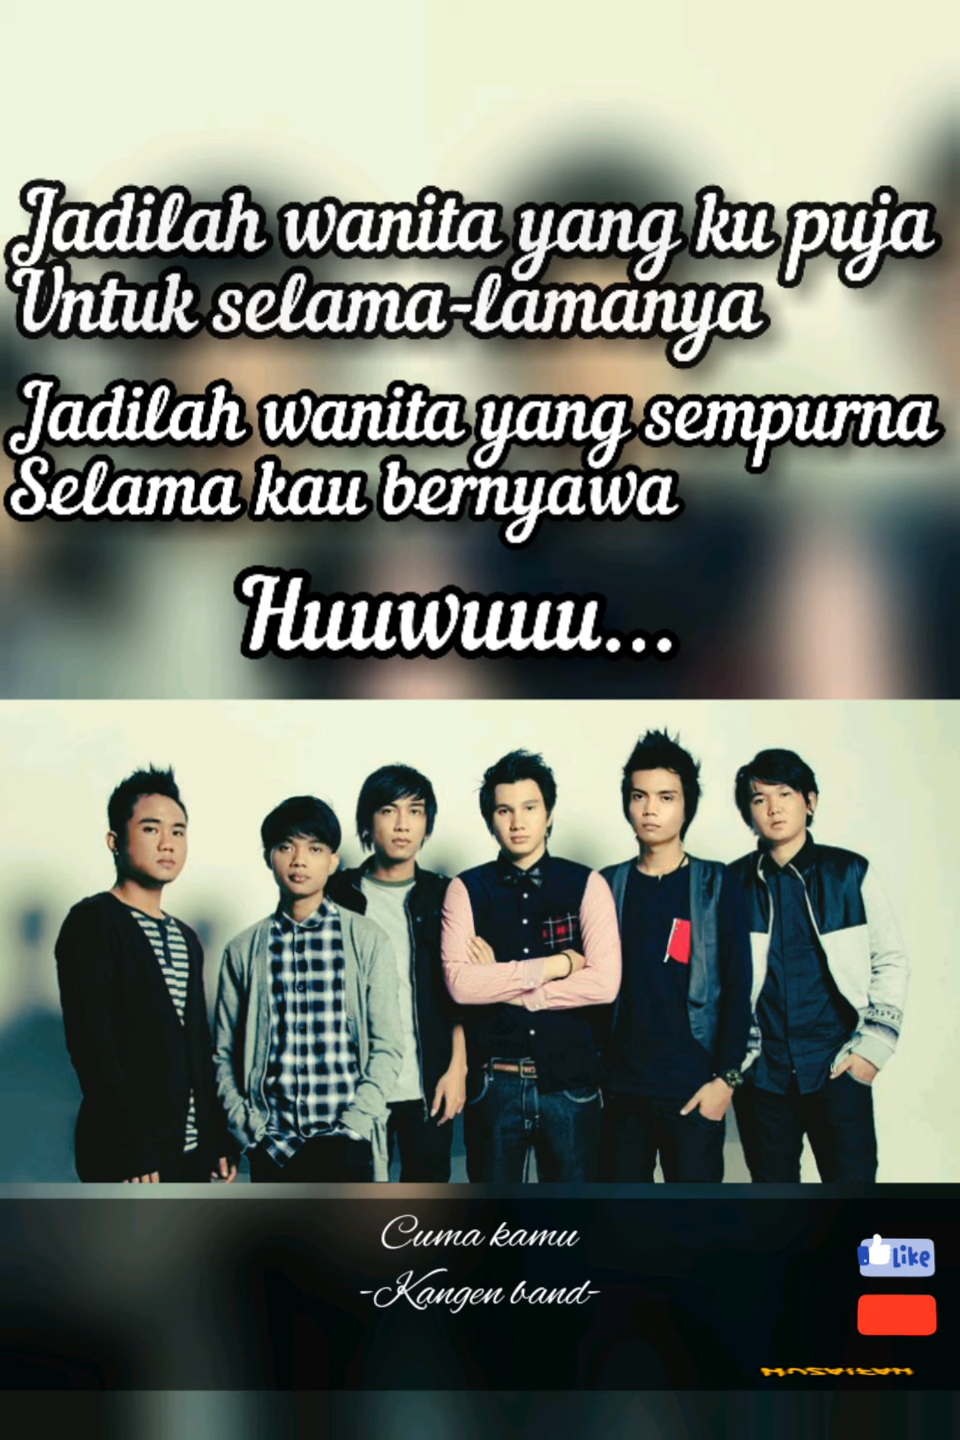 Jadilah wanita yang ku puja
Untuk selama-lamanya
Jadilah wanita yang sempurna
Selama kau bernyawa
Huuwuuu...
Cuma kamu
-Kangen band-
Like